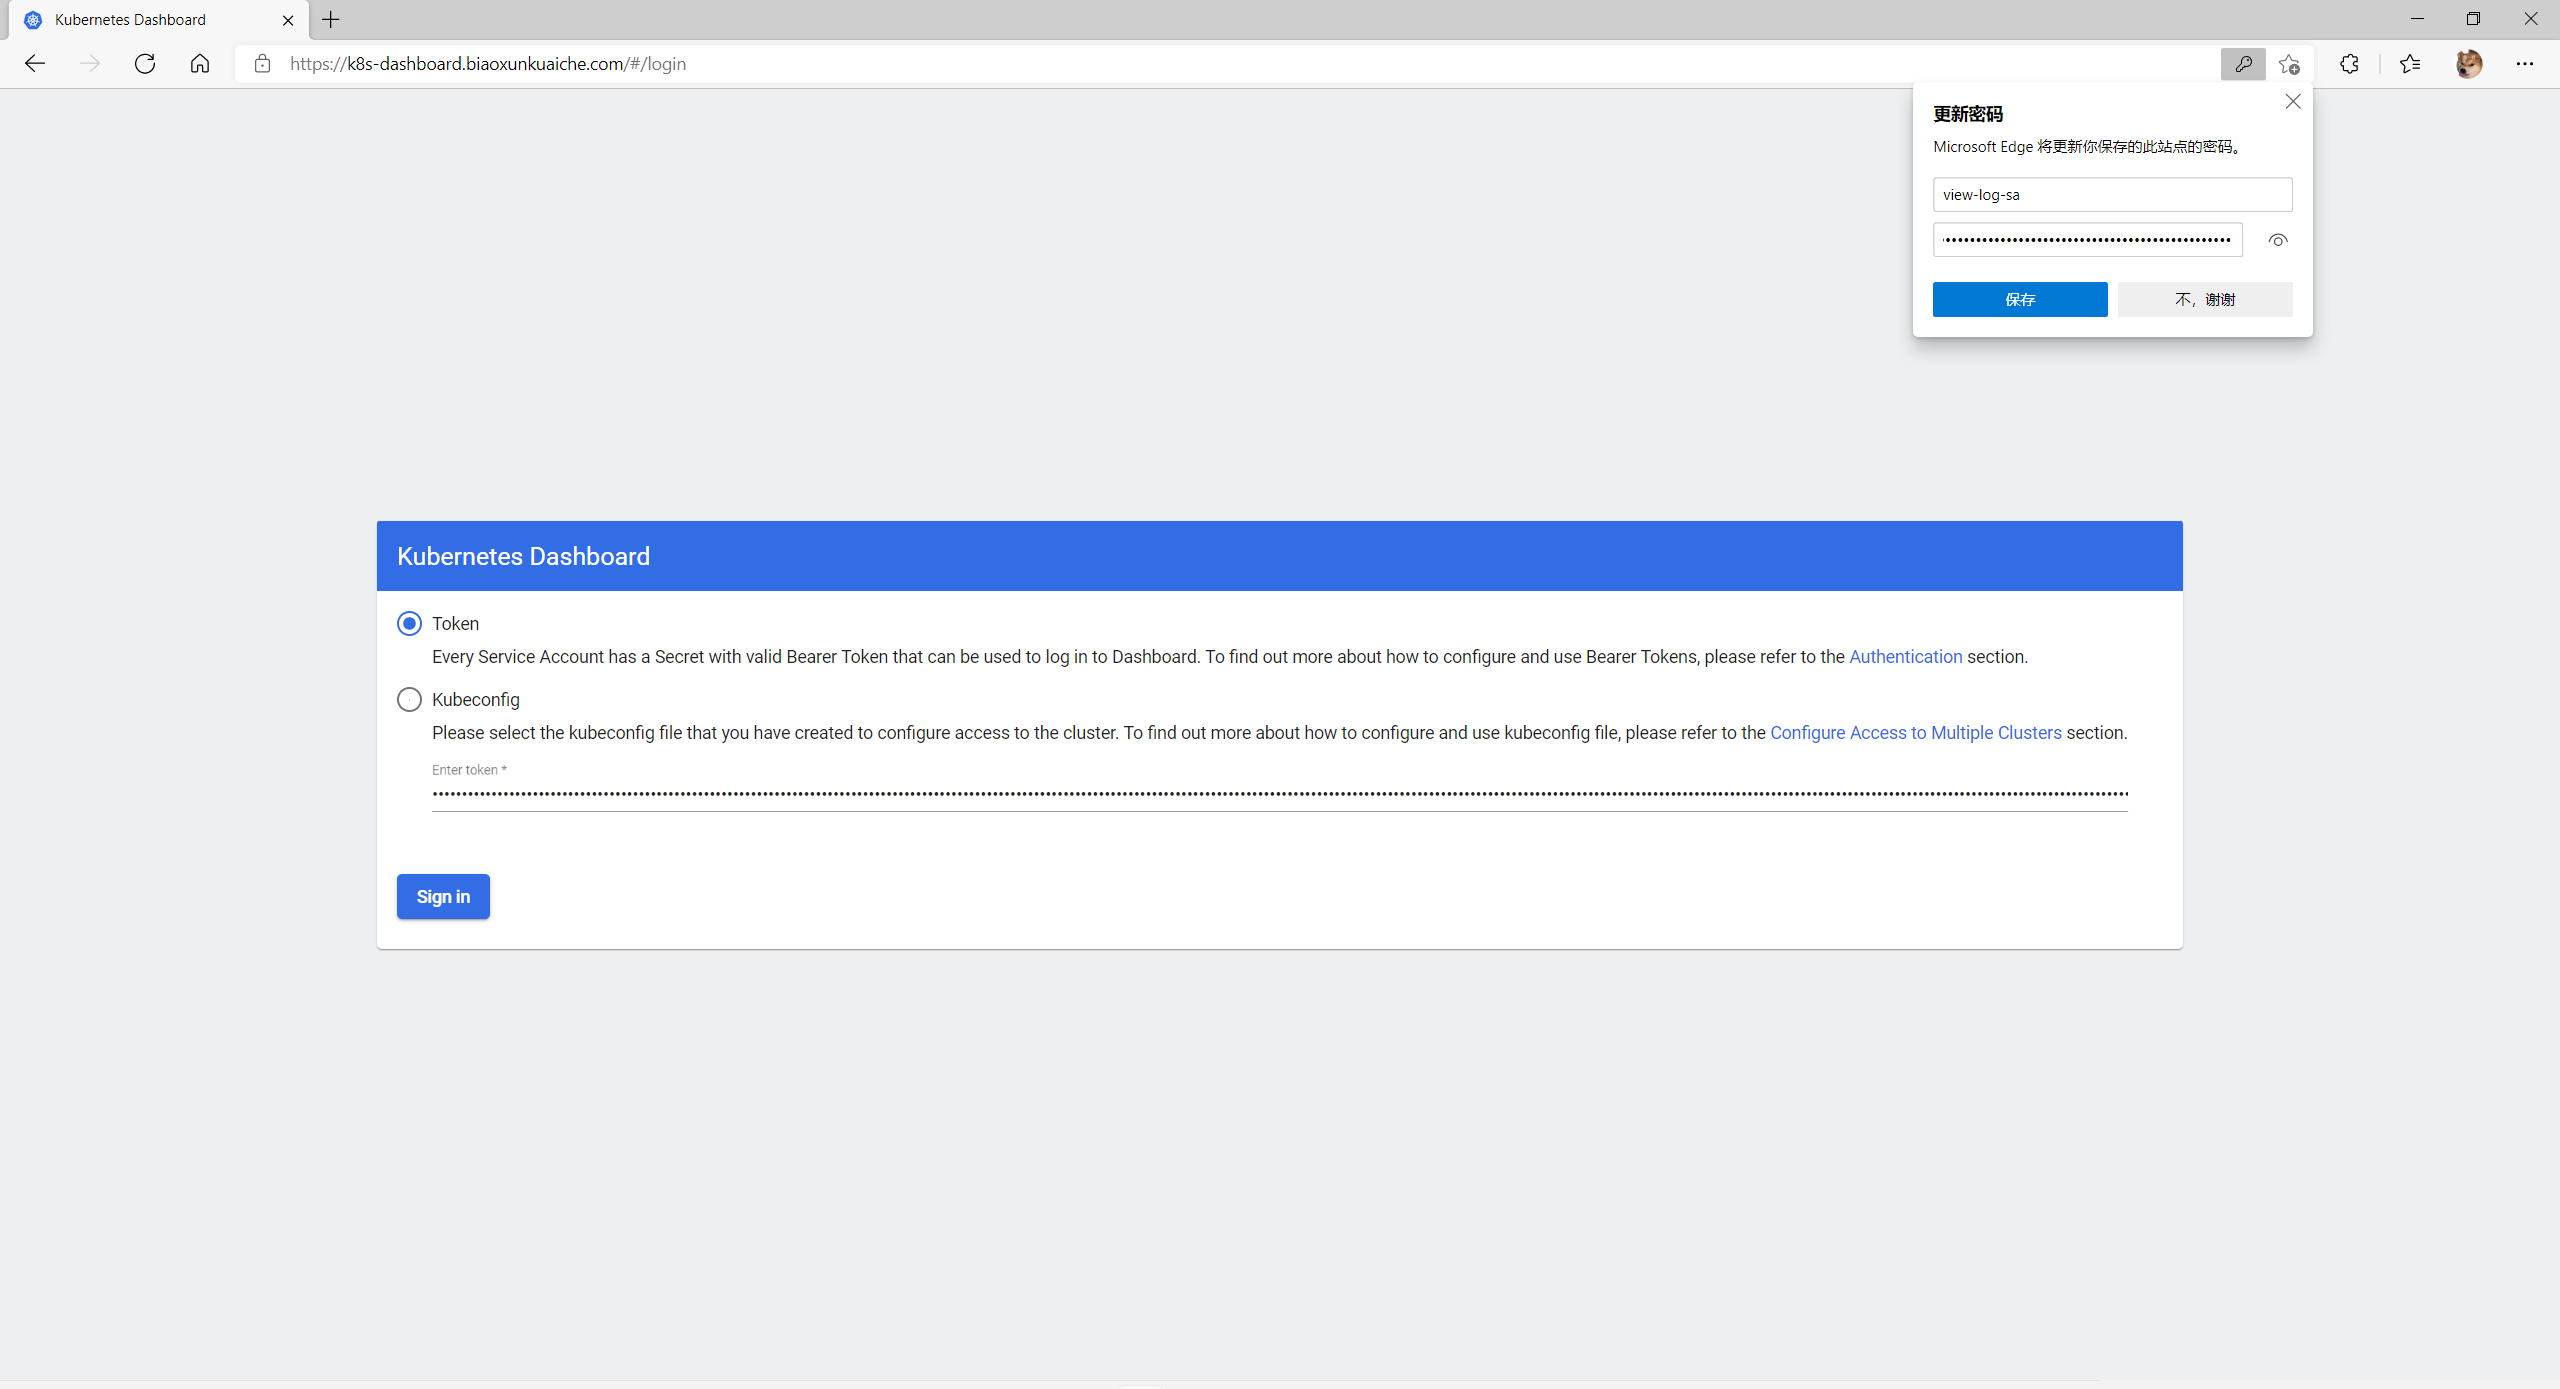 Kubernetes Dashboard
https://k8s-dashboard.biaoxunkuaiche.com/#/login
更新密码
Microsoft Edge 将更新你保存的此站点的密码。
view-log-sa
保存
不，谢谢
Kubernetes Dashboard
Token
Every Service Account has a Secret with valid Bearer Token that can be used to log in to Dashboard. To find out more about how to configure and use Bearer Tokens, please refer to the Authentication section.
Kubeconfig
Please select the kubeconfig file that you have created to configure access to the cluster. To find out more about how to configure and use kubeconfig file, please refer to the Configure Access to Multiple Clusters section.
Enter token *
Sign in